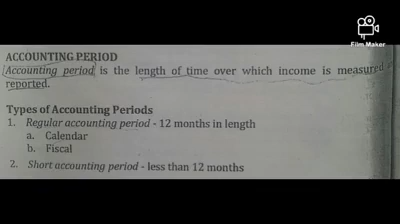 Film Maker
ACCOUNTING PERIOD
Accounting period is the length of time over which income is measured
reported.
Types of Accounting Periods
1. Regular accounting period - 12 months in length
a. Calendar
b. Fiscal
2. Short accounting period - less than 12 months